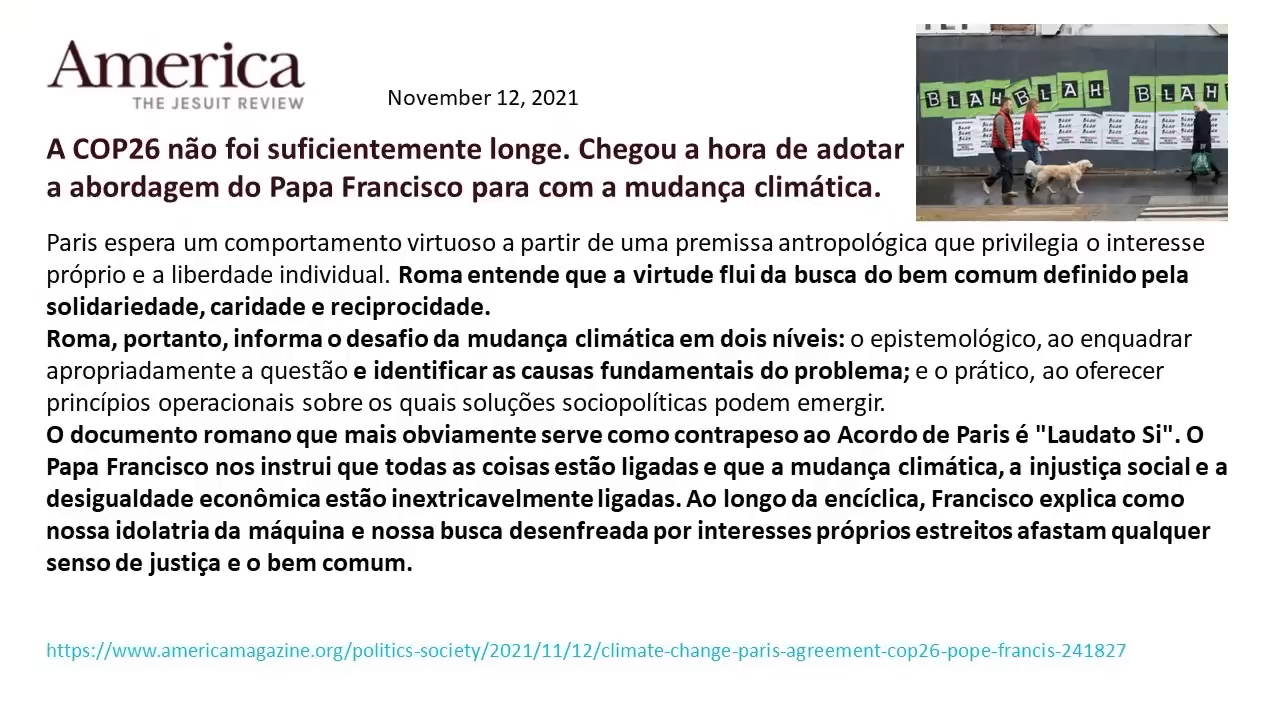 America
THE JESUIT REVIEW
November 12, 2021
BLAH BLAH BLAH
A COP26 não foi suficientemente longe. Chegou a hora de adotar
a abordagem do Papa Francisco para com a mudança climática.
Paris espera um comportamento virtuoso a partir de uma premissa antropológica que privilegia o interesse
próprio e a liberdade individual. Roma entende que a virtude flui da busca do bem comum definido pela
solidariedade, caridade e reciprocidade.
Roma, portanto, informa o desafio da mudança climática em dois níveis: o epistemológico, ao enquadrar
apropriadamente a questão e identificar as causas fundamentais do problema; e o prático, ao oferecer
princípios operacionais sobre os quais soluções sociopolíticas podem emergir.
O documento romano que mais obviamente serve como contrapeso ao Acordo de Paris é "Laudato Si". O
Papa Francisco nos instrui que todas as coisas estão ligadas e que a mudança climática, a injustiça social e a
desigualdade econômica estão inextricavelmente ligadas. Ao longo da encíclica, Francisco explica como
nossa idolatria da máquina e nossa busca desenfreada por interesses próprios estreitos afastam qualquer
senso de justiça e o bem comum.
https://www.americamagazine.org/politics-society/2021/11/12/climate-change-paris-agreement-cop26-pope-francis-241827